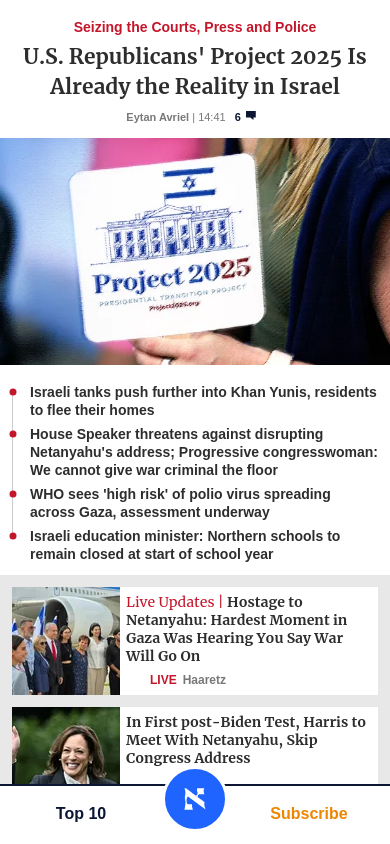 Seizing the Courts, Press and Police
U.S. Republicans' Project 2025 Is
Already the Reality in Israel
Eytan Avriel | 14:41 6
Project 2025
PRESIDENTIAL TRANSITION PROJECT
Project2025.org
Israeli tanks push further into Khan Yunis, residents
to flee their homes
House Speaker threatens against disrupting
Netanyahu's address; Progressive congresswoman:
We cannot give war criminal the floor
WHO sees 'high risk' of polio virus spreading
across Gaza, assessment underway
Israeli education minister: Northern schools to
remain closed at start of school year
Live Updates | Hostage to
Netanyahu: Hardest Moment in
Gaza Was Hearing You Say War
Will Go On
LIVE Haaretz
In First post-Biden Test, Harris to
Meet With Netanyahu, Skip
Congress Address
Top 10
Subscribe